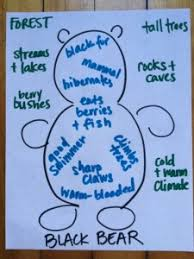 FOREST
tall trees
streams
+ lakes
black fur
mammal
hibernates
rocks +
caves
berry
bushes
eats
berries
+ fish
good
swimmer
climbs
trees
sharp
claws
warm-blooded
cold +
warm
climate
BLACK BEAR